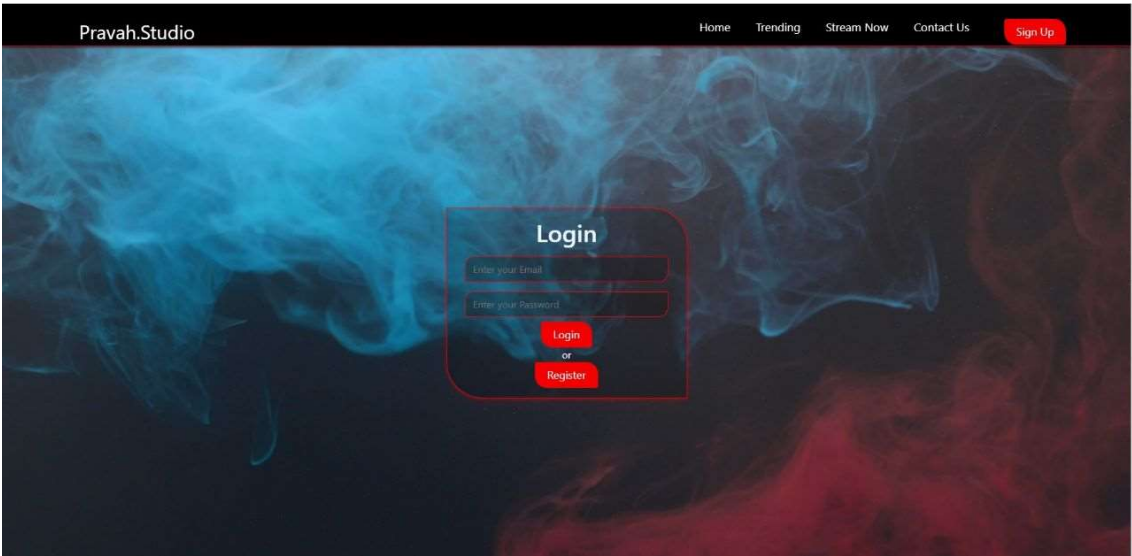 Pravah.Studio Home Trending Stream Now Contact Us Sign Up
Login
Enter your Email
Enter your Password
Login
or
Register